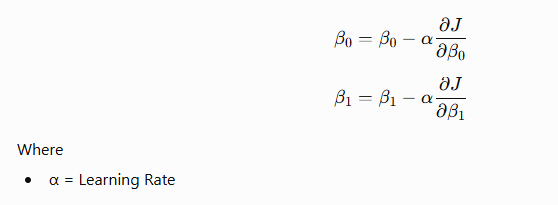 β₀ = β₀ − α ∂J/∂β₀
β₁ = β₁ − α ∂J/∂β₁
Where
• α = Learning Rate